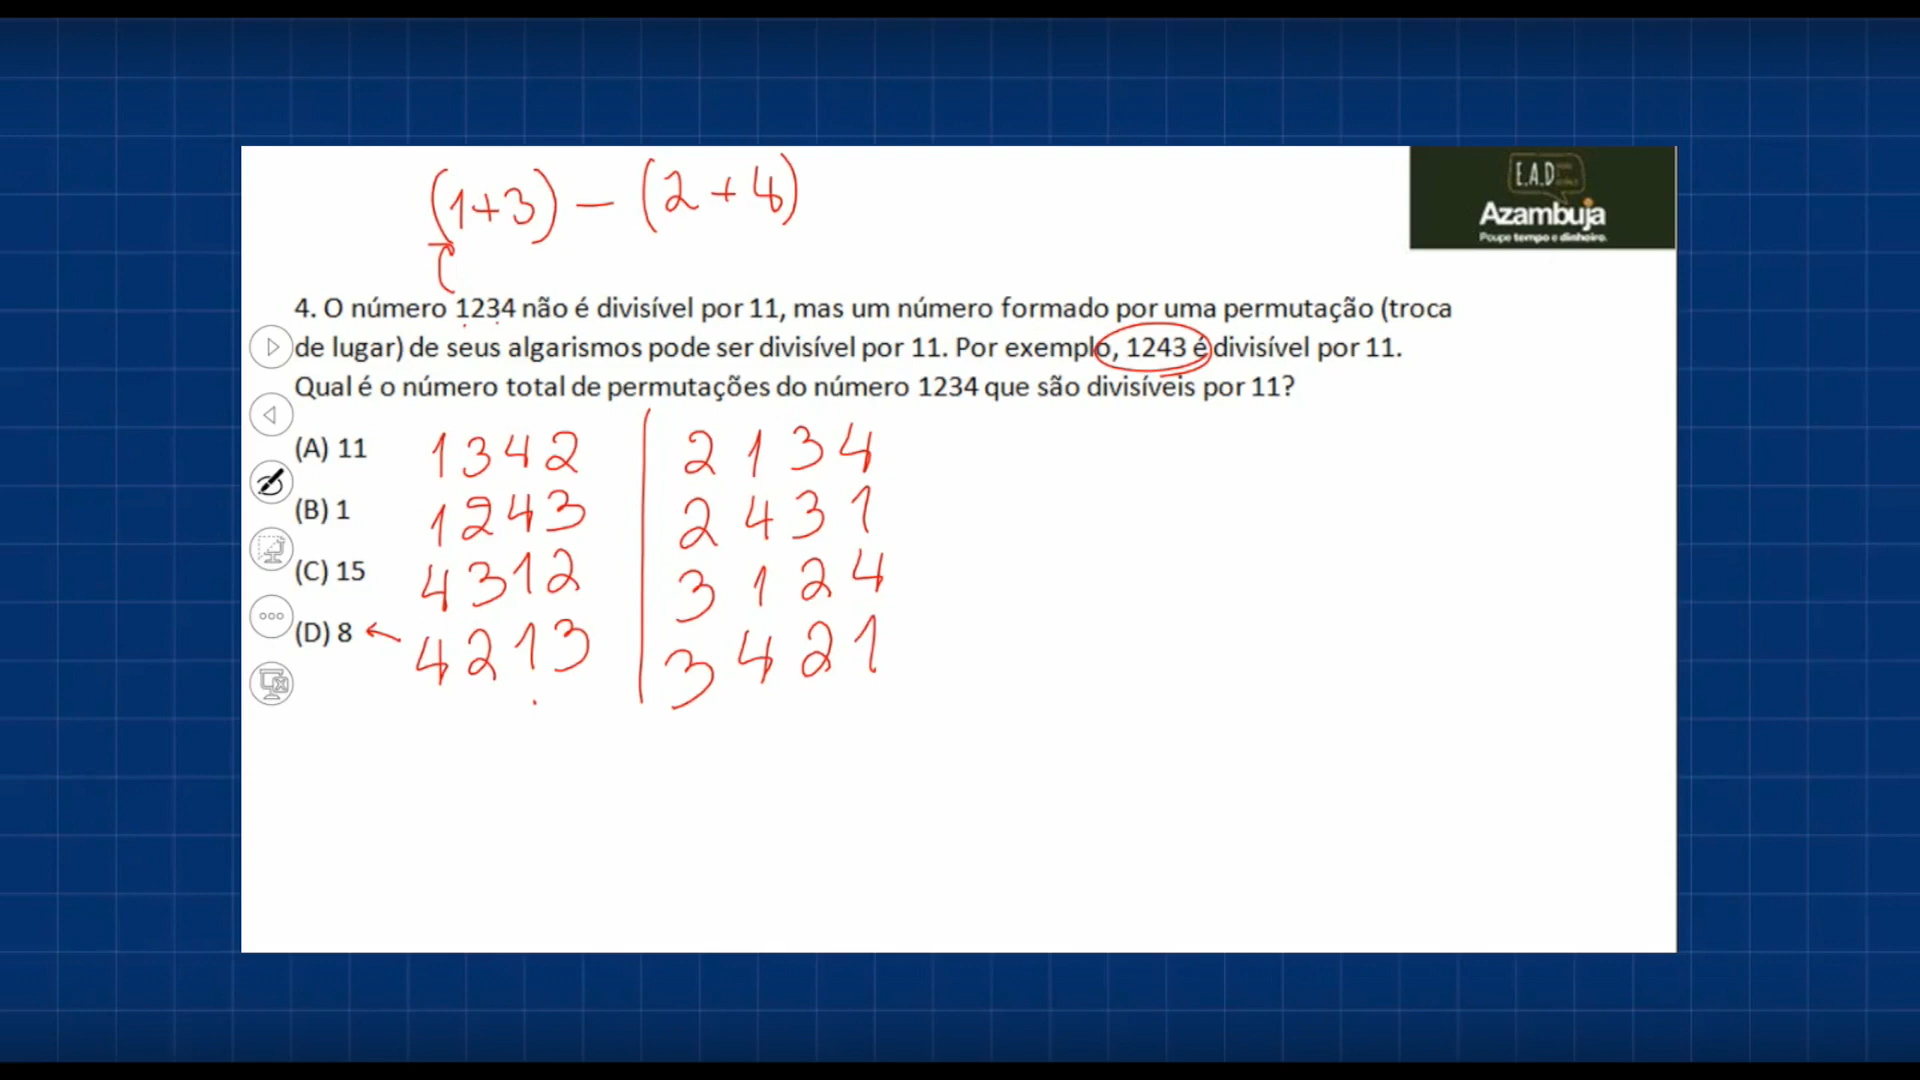 (1+3) - (2+4)
E.A.D
Azambuja
Poupe tempo e dinheiro.
4. O número 1234 não é divisível por 11, mas um número formado por uma permutação (troca
de lugar) de seus algarismos pode ser divisível por 11. Por exemplo, 1243 é divisível por 11.
Qual é o número total de permutações do número 1234 que são divisíveis por 11?
(A) 11
(B) 1
(C) 15
(D) 8
1342
1243
4312
4213
2134
2431
3124
3421